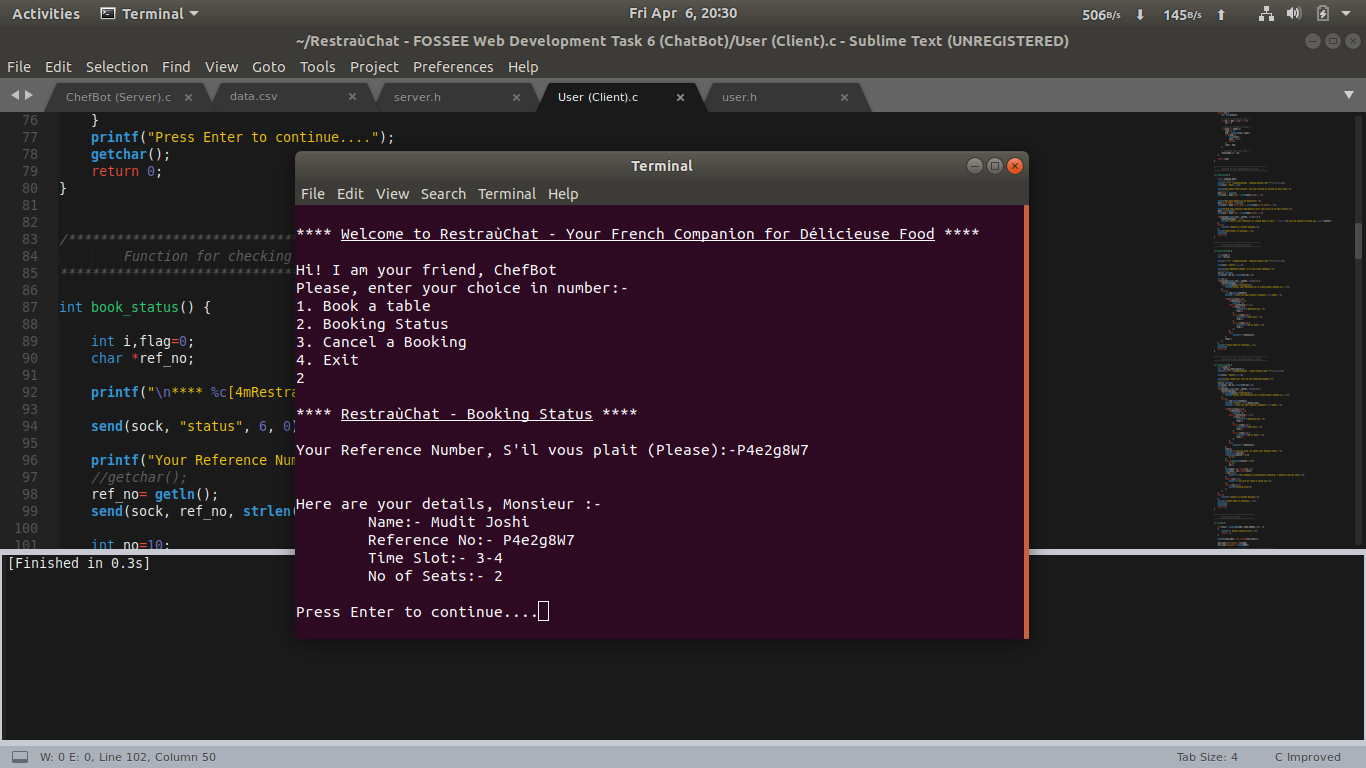 Activities Terminal Fri Apr 6, 20:30 506B/s 145B/s
~/RestraùChat - FOSSEE Web Development Task 6 (ChatBot)/User (Client).c - Sublime Text (UNREGISTERED)
File Edit Selection Find View Goto Tools Project Preferences Help
ChefBot (Server).c data.csv server.h User (Client).c user.h
76 }
77 printf("Press Enter to continue....");
78 getchar();
79 return 0;
80 }
81
82
83 /*****************************
84 Function for checking
85 *****************************
86
87 int book_status() {
88
89 int i,flag=0;
90 char *ref_no;
91
92 printf("\n**** %c[4mRestra
93
94 send(sock, "status", 6, 0)
95
96 printf("Your Reference Num
97 //getchar();
98 ref_no= getln();
99 send(sock, ref_no, strlen(
100
101 int no=10;
Terminal
File Edit View Search Terminal Help
**** Welcome to RestraùChat - Your French Companion for Délicieuse Food ****
Hi! I am your friend, ChefBot
Please, enter your choice in number:-
1. Book a table
2. Booking Status
3. Cancel a Booking
4. Exit
2
**** RestraùChat - Booking Status ****
Your Reference Number, S'il vous plait (Please):-P4e2g8W7
Here are your details, Monsieur :-
Name:- Mudit Joshi
Reference No:- P4e2g8W7
Time Slot:- 3-4
No of Seats:- 2
Press Enter to continue....
[Finished in 0.3s]
W: 0 E: 0, Line 102, Column 50 Tab Size: 4 C Improved